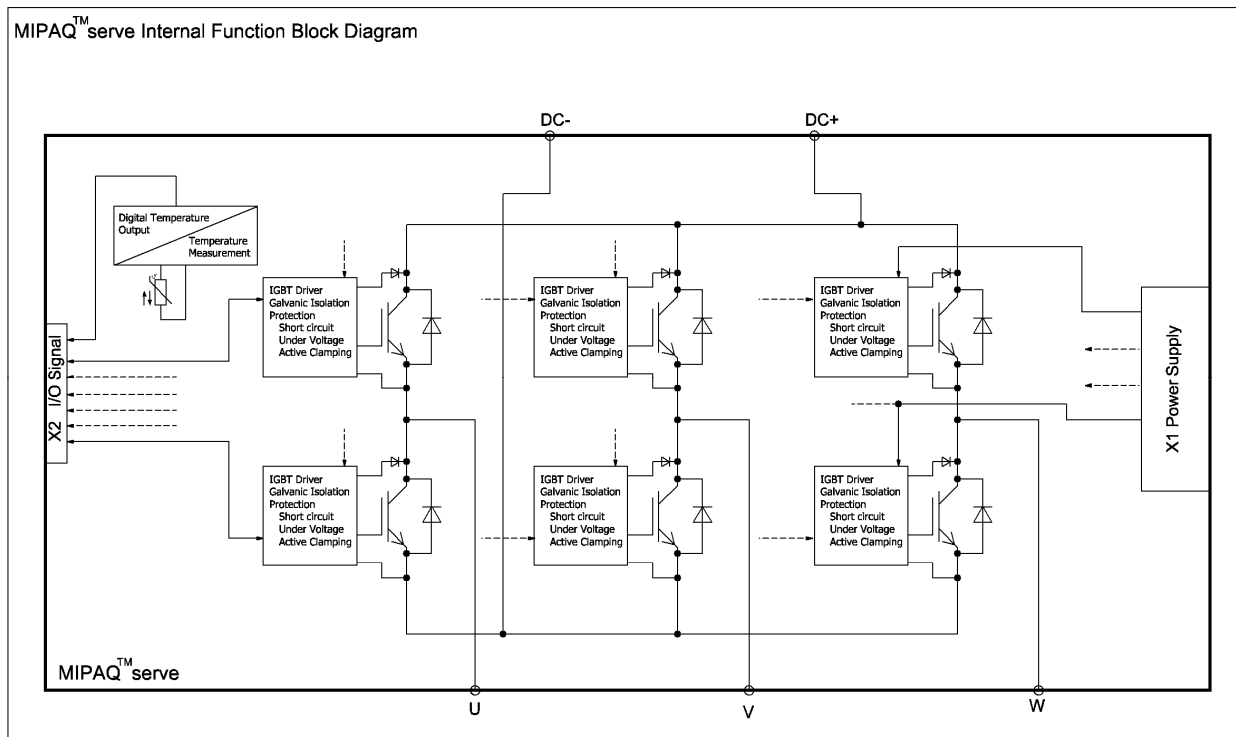 MIPAQ™serve Internal Function Block Diagram
DC-
DC+
Digital Temperature
Output
Temperature
Measurement
IGBT Driver
Galvanic Isolation
Protection
Short circuit
Under Voltage
Active Clamping
IGBT Driver
Galvanic Isolation
Protection
Short circuit
Under Voltage
Active Clamping
IGBT Driver
Galvanic Isolation
Protection
Short circuit
Under Voltage
Active Clamping
X2 I/O Signal
X1 Power Supply
IGBT Driver
Galvanic Isolation
Protection
Short circuit
Under Voltage
Active Clamping
IGBT Driver
Galvanic Isolation
Protection
Short circuit
Under Voltage
Active Clamping
IGBT Driver
Galvanic Isolation
Protection
Short circuit
Under Voltage
Active Clamping
MIPAQ™serve
U
V
W